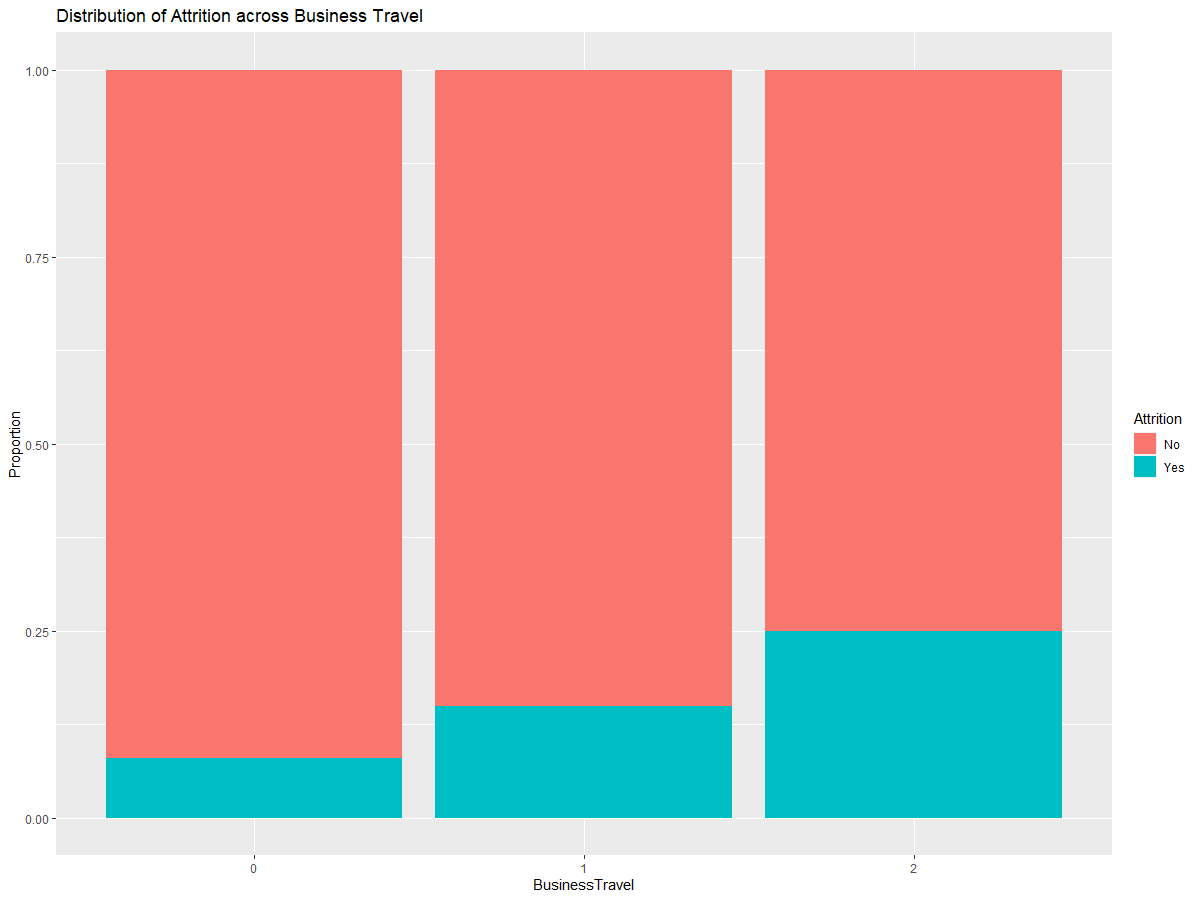 Distribution of Attrition across Business Travel
1.00
0.75
0.50
0.25
0.00
Proportion
0
1
2
BusinessTravel
Attrition
No
Yes